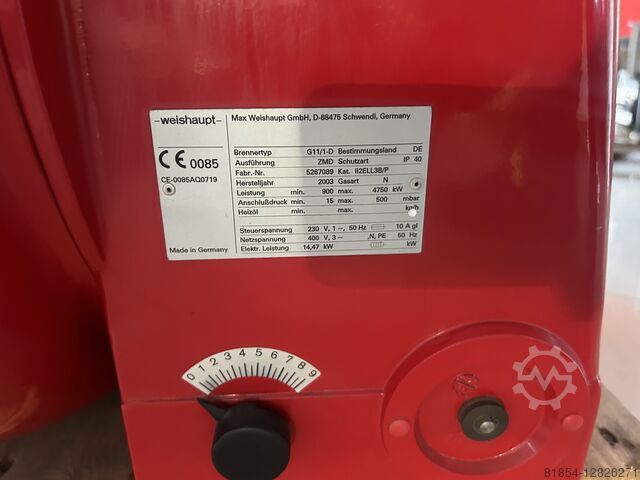 -weishaupt-
Max Weishaupt GmbH, D-88475 Schwendi, Germany
CE 0085
CE-0085AQ0719
Made in Germany
Brennertyp G11/1-D Bestimmungsland DE
Ausführung ZMD Schutzart IP 40
Fabr.-Nr. 5267089 Kat. II2ELL3B/P
Herstelljahr 2003 Gasart N
Leistung min. 900 max. 4750 kW
Anschlußdruck min. 15 max. 500 mbar
Heizöl min. max. kg/h
Steuerspannung 230 V, 1 ~, 50 Hz 10 A gl
Netzspannung 400 V, 3 ~ ,N, PE 50 Hz
Elektr. Leistung 14,47 kW kW
0 1 2 3 4 5 6 7 8 9
81854-12326271